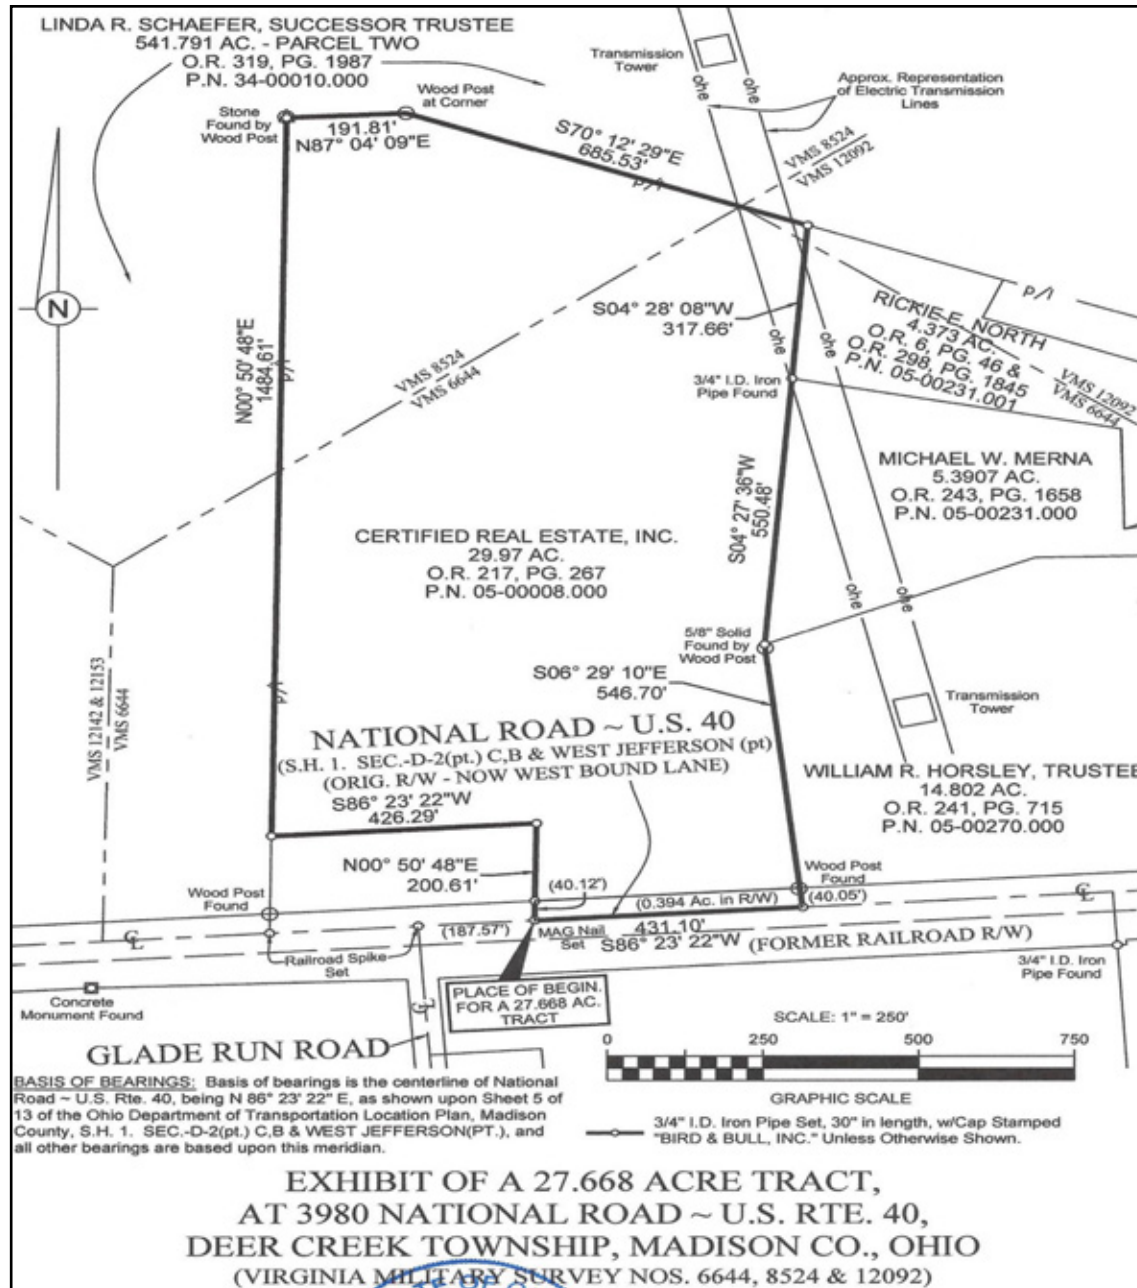 LINDA R. SCHAEFER, SUCCESSOR TRUSTEE
541.791 AC. - PARCEL TWO
O.R. 319, PG. 1987
P.N. 34-00010.000
Transmission
Tower
ohe
ohe
Approx. Representation
of Electric Transmission
Lines
Stone
Found by
Wood Post
Wood Post
at Corner
191.81'
N87° 04' 09"E
S70° 12' 29"E
685.53'
p/l
VMS 8524
VMS 12092
N
S04° 28' 08"W
317.66'
ohe
ohe
p/l
RICKIE E. NORTH
4.373 AC.
O.R. 6, PG. 46 &
O.R. 298, PG. 1845
P.N. 05-00231.001
N00° 50' 48"E
1484.61'
p/l
VMS 8524
VMS 6644
3/4" I.D. Iron
Pipe Found
VMS 12092
VMS 6644
MICHAEL W. MERNA
5.3907 AC.
O.R. 243, PG. 1658
P.N. 05-00231.000
S04° 27' 36"W
550.48'
CERTIFIED REAL ESTATE, INC.
29.97 AC.
O.R. 217, PG. 267
P.N. 05-00008.000
ohe
ohe
5/8" Solid
Found by
Wood Post
S06° 29' 10"E
546.70'
p/l
VMS 12142 & 12153
VMS 6644
Transmission
Tower
NATIONAL ROAD ~ U.S. 40
(S.H. 1. SEC.-D-2(pt.) C,B & WEST JEFFERSON (pt)
(ORIG. R/W - NOW WEST BOUND LANE)
S86° 23' 22"W
426.29'
WILLIAM R. HORSLEY, TRUSTEE
14.802 AC.
O.R. 241, PG. 715
P.N. 05-00270.000
N00° 50' 48"E
200.61'
Wood Post
Found
Wood Post
Found
(40.12')
(0.394 Ac. in R/W)
(40.05')
CL
CL
(187.57')
MAG Nail
Set
431.10'
S86° 23' 22"W
(FORMER RAILROAD R/W)
Railroad Spike
Set
3/4" I.D. Iron
Pipe Found
Concrete
Monument Found
CL
PLACE OF BEGIN.
FOR A 27.668 AC.
TRACT
SCALE: 1" = 250'
0 250 500 750
GLADE RUN ROAD
GRAPHIC SCALE
BASIS OF BEARINGS: Basis of bearings is the centerline of National
Road ~ U.S. Rte. 40, being N 86° 23' 22" E, as shown upon Sheet 5 of
13 of the Ohio Department of Transportation Location Plan, Madison
County, S.H. 1. SEC.-D-2(pt.) C,B & WEST JEFFERSON(PT.), and
all other bearings are based upon this meridian.
3/4" I.D. Iron Pipe Set, 30" in length, w/Cap Stamped
"BIRD & BULL, INC." Unless Otherwise Shown.
EXHIBIT OF A 27.668 ACRE TRACT,
AT 3980 NATIONAL ROAD ~ U.S. RTE. 40,
DEER CREEK TOWNSHIP, MADISON CO., OHIO
(VIRGINIA MILITARY SURVEY NOS. 6644, 8524 & 12092)